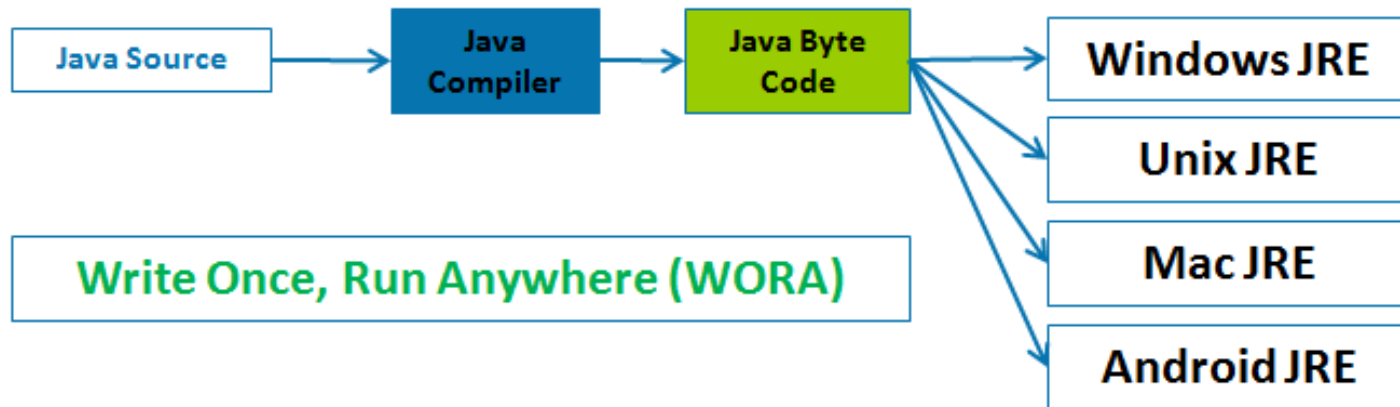 Java Source
Java
Compiler
Java Byte
Code
Windows JRE
Unix JRE
Mac JRE
Android JRE
Write Once, Run Anywhere (WORA)